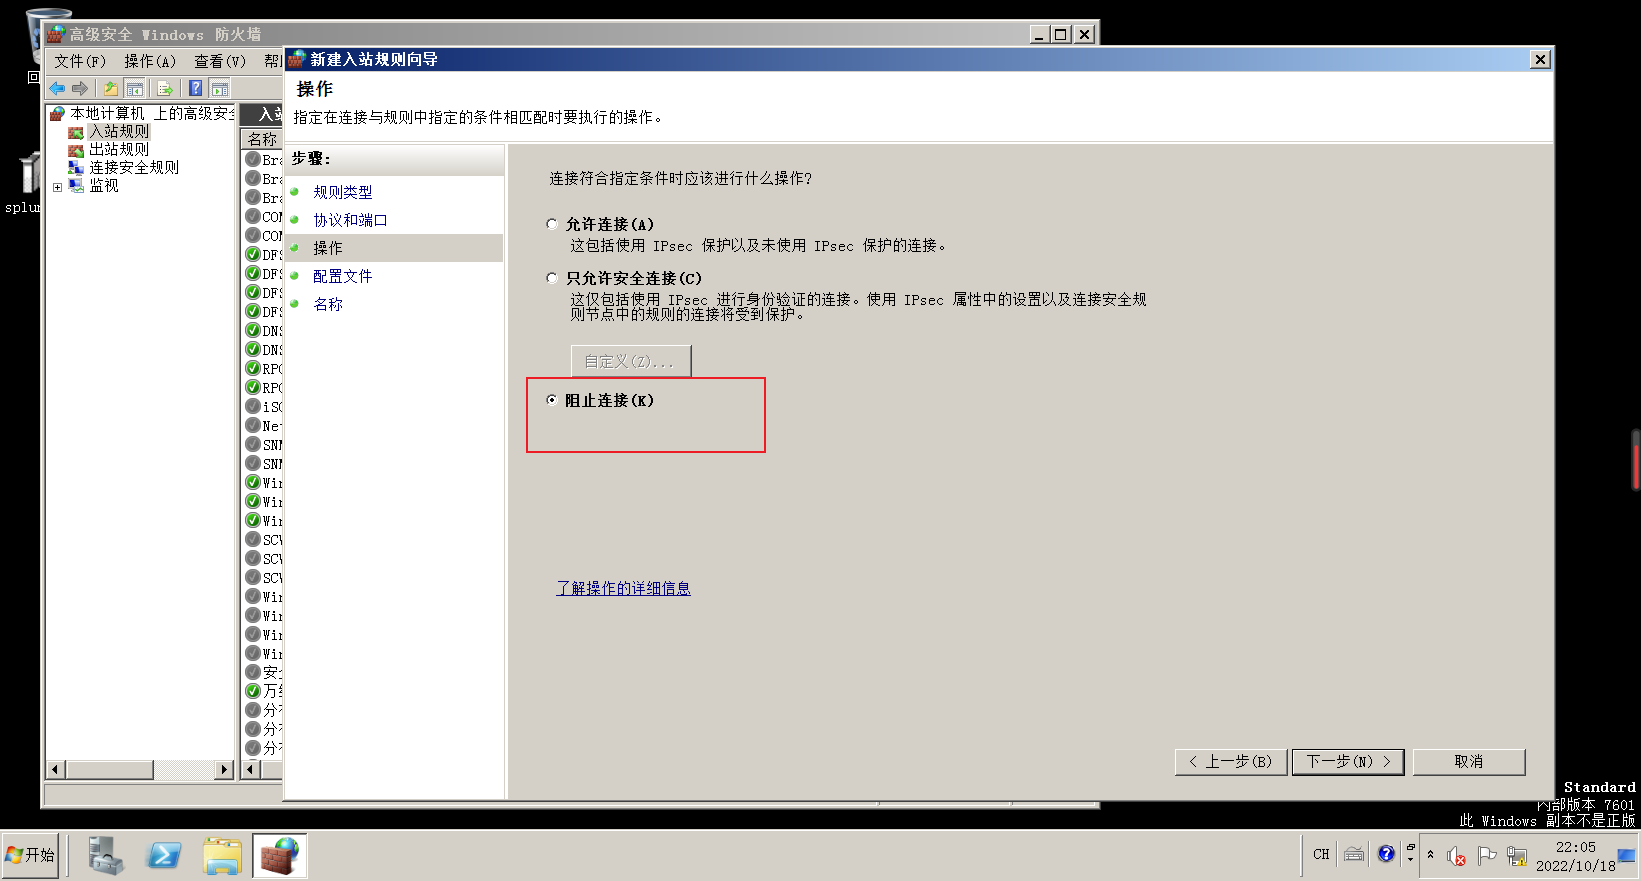 高级安全 Windows 防火墙
文件(F) 操作(A) 查看(V)
新建入站规则向导
操作
指定在连接与规则中指定的条件相匹配时要执行的操作。
本地计算机 上的高级安全
入站规则
出站规则
连接安全规则
监视
入站
名称
Bra
Bra
Bra
COM
COM
DFS
DFS
DFS
DFS
DNS
DNS
RPC
RPC
iSC
Net
SNM
SNM
Win
Win
Win
SCW
SCW
SCW
Win
Win
Win
Win
安全
万维
分布
分布
分布
步骤:
规则类型
协议和端口
操作
配置文件
名称
连接符合指定条件时应该进行什么操作?
允许连接(A)
这包括使用 IPsec 保护以及未使用 IPsec 保护的连接。
只允许安全连接(C)
这仅包括使用 IPsec 进行身份验证的连接。使用 IPsec 属性中的设置以及连接安全规
则节点中的规则的连接将受到保护。
自定义(Z)...
阻止连接(K)
了解操作的详细信息
< 上一步(B) 下一步(N) > 取消
Standard
内部版本 7601
此 Windows 副本不是正版
开始
CH
22:05
2022/10/18